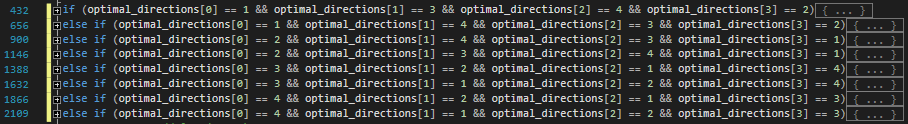 432 if (optimal_directions[0] == 1 && optimal_directions[1] == 3 && optimal_directions[2] == 4 && optimal_directions[3] == 2){ ... }
656 else if (optimal_directions[0] == 1 && optimal_directions[1] == 4 && optimal_directions[2] == 3 && optimal_directions[3] == 2){ ... }
900 else if (optimal_directions[0] == 2 && optimal_directions[1] == 4 && optimal_directions[2] == 3 && optimal_directions[3] == 1){ ... }
1146 else if (optimal_directions[0] == 2 && optimal_directions[1] == 3 && optimal_directions[2] == 4 && optimal_directions[3] == 1){ ... }
1388 else if (optimal_directions[0] == 3 && optimal_directions[1] == 2 && optimal_directions[2] == 1 && optimal_directions[3] == 4){ ... }
1632 else if (optimal_directions[0] == 3 && optimal_directions[1] == 1 && optimal_directions[2] == 2 && optimal_directions[3] == 4){ ... }
1866 else if (optimal_directions[0] == 4 && optimal_directions[1] == 2 && optimal_directions[2] == 1 && optimal_directions[3] == 3){ ... }
2109 else if (optimal_directions[0] == 4 && optimal_directions[1] == 1 && optimal_directions[2] == 2 && optimal_directions[3] == 3){ ... }